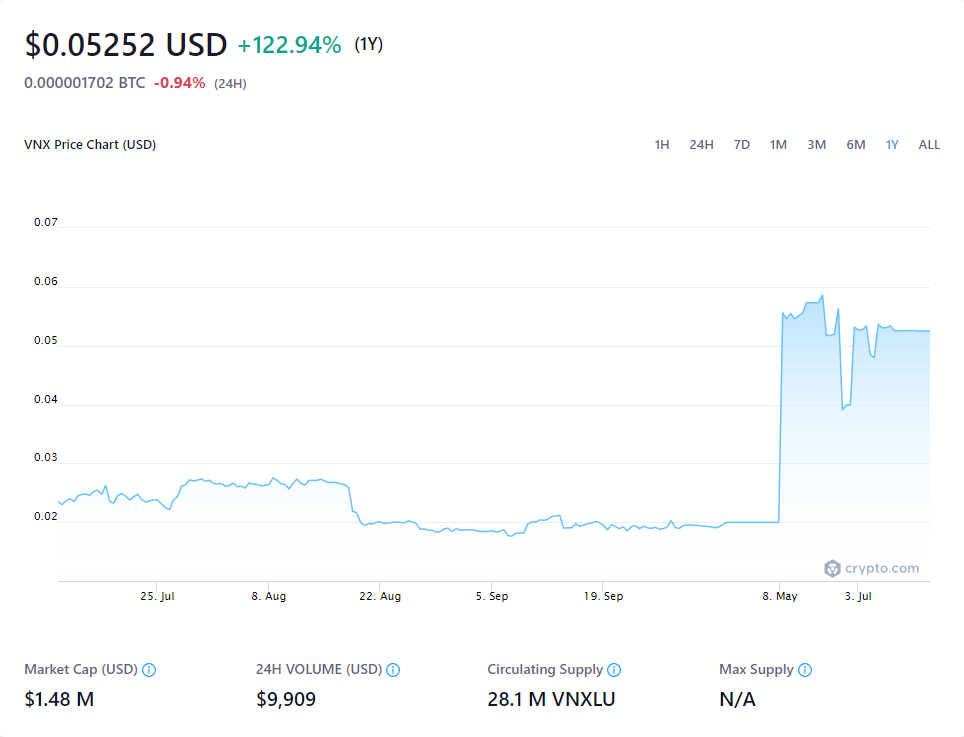 $0.05252 USD +122.94% (1Y)
0.000001702 BTC -0.94% (24H)
VNX Price Chart (USD) 1H 24H 7D 1M 3M 6M 1Y ALL
0.07
0.06
0.05
0.04
0.03
0.02
crypto.com
25. Jul 8. Aug 22. Aug 5. Sep 19. Sep 8. May 3. Jul
Market Cap (USD) 24H VOLUME (USD) Circulating Supply Max Supply
$1.48 M $9,909 28.1 M VNXLU N/A